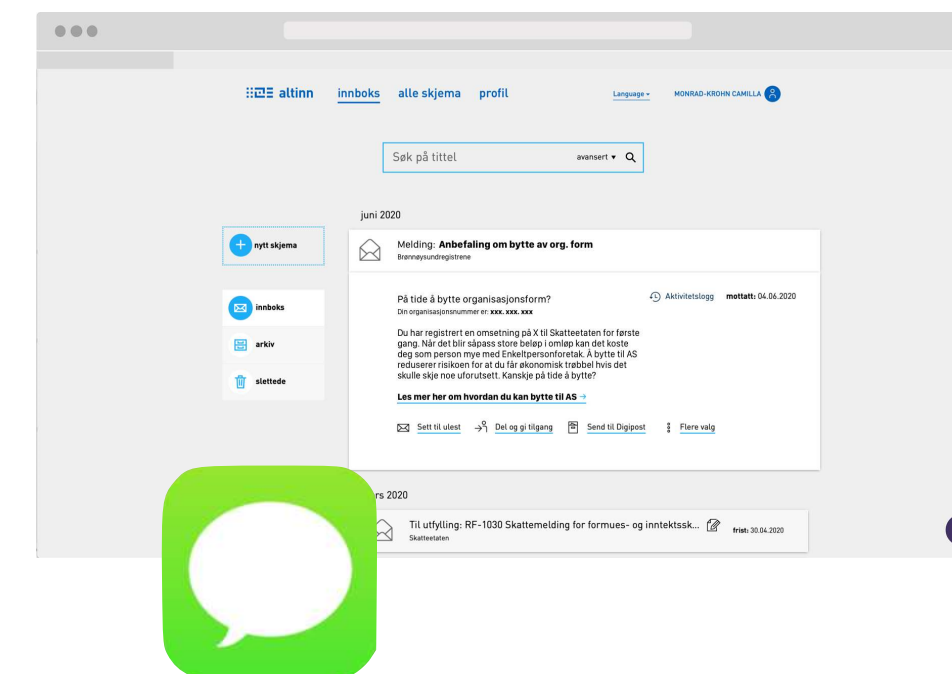 altinn
innboks alle skjema profil
Language
MONRAD-KROHN CAMILLA
Søk på tittel
avansert
juni 2020
nytt skjema
innboks
arkiv
slettede
Melding: Anbefaling om bytte av org. form
Brønnøysundregistrene
På tide å bytte organisasjonsform?
Din organisasjonsnummer er: xxx. xxx. xxx
Aktivitetslogg
mottatt: 04.06.2020
Du har registrert en omsetning på X til Skatteetaten for første
gang. Når det blir såpass store beløp i omløp kan det koste
deg som person mye med Enkeltpersonforetak. Å bytte til AS
reduserer risikoen for at du får økonomisk trøbbel hvis det
skulle skje noe uforutsett. Kanskje på tide å bytte?
Les mer her om hvordan du kan bytte til AS →
Sett til ulest
Del og gi tilgang
Send til Digipost
Flere valg
rs 2020
Til utfylling: RF-1030 Skattemelding for formues- og inntektssk...
Skatteetaten
frist: 30.04.2020